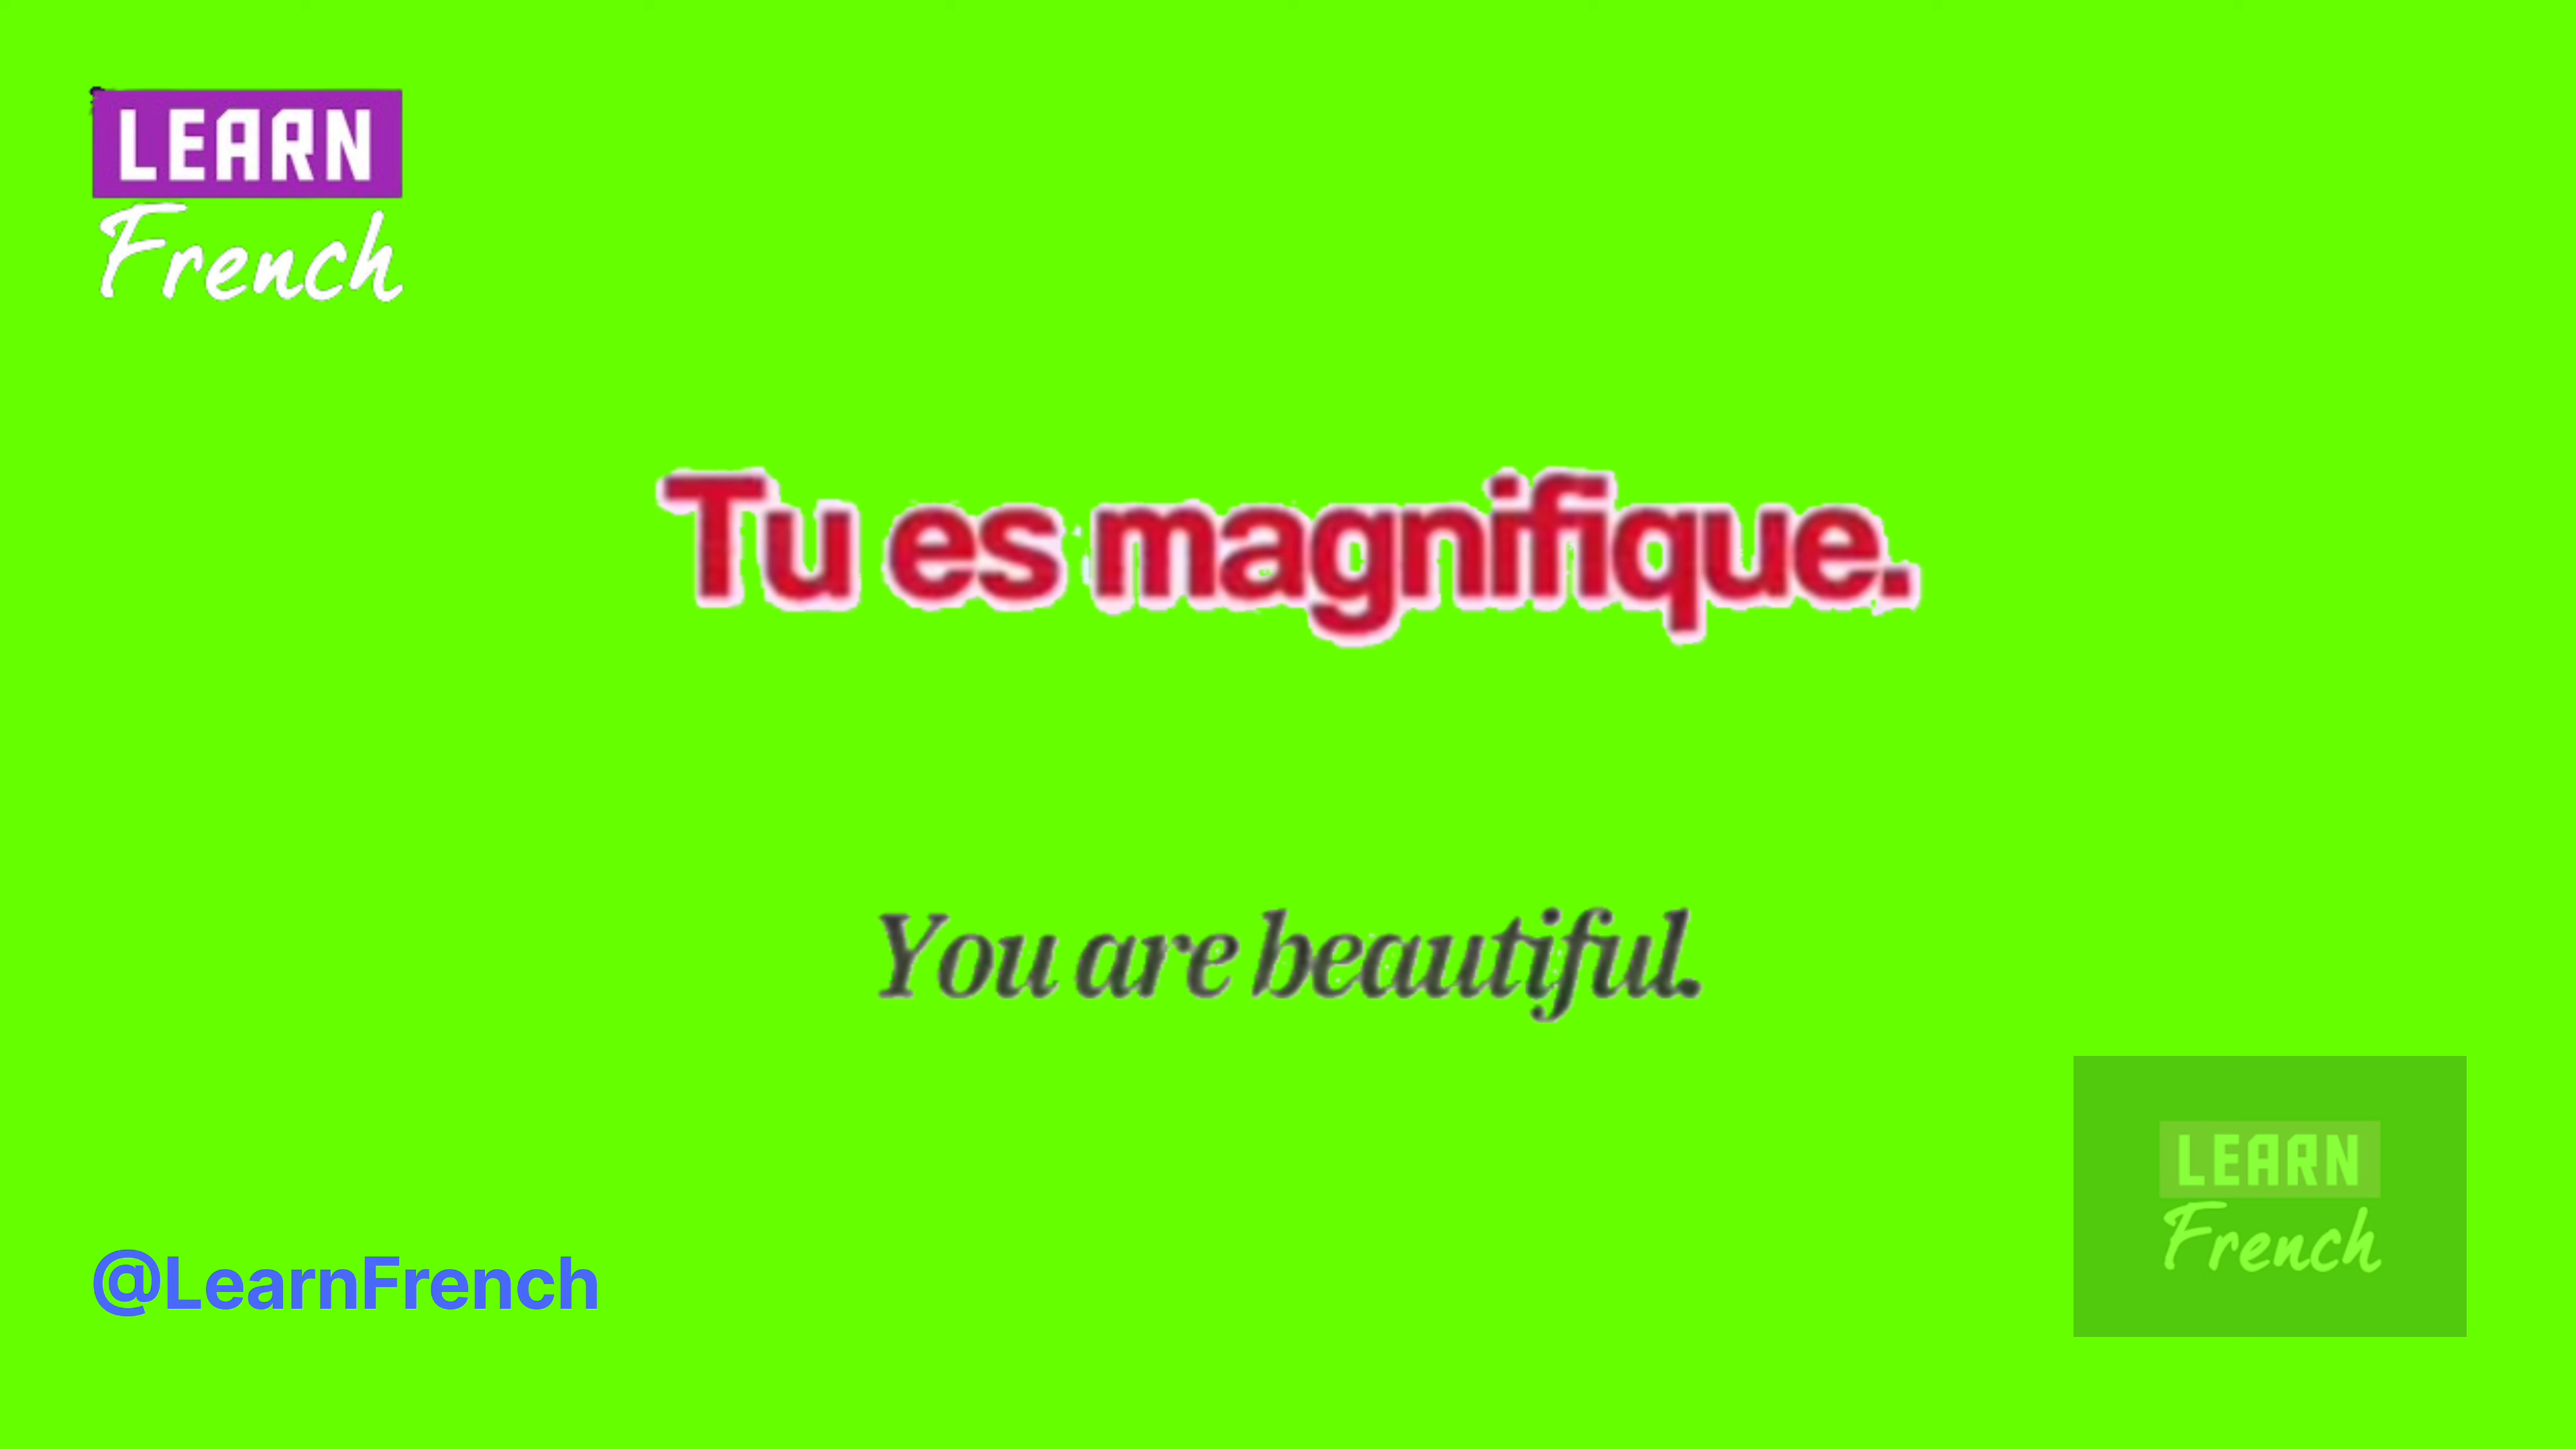 LEARN
French
Tu es magnifique.
You are beautiful.
LEARN
French
@LearnFrench